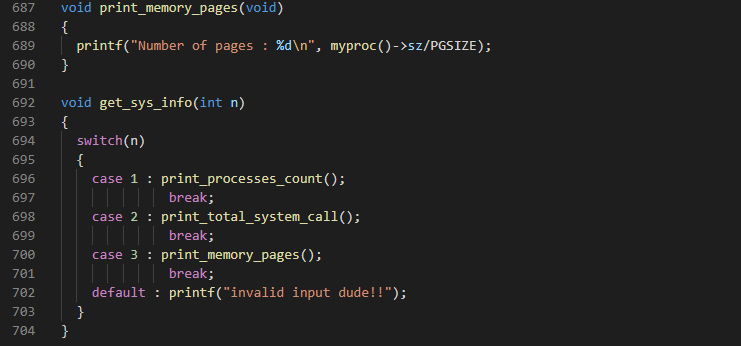 687 void print_memory_pages(void)
688 {
689   printf("Number of pages : %d\n", myproc()->sz/PGSIZE);
690 }
691
692 void get_sys_info(int n)
693 {
694   switch(n)
695   {
696     case 1 : print_processes_count();
697               break;
698     case 2 : print_total_system_call();
699               break;
700     case 3 : print_memory_pages();
701               break;
702     default : printf("invalid input dude!!");
703   }
704 }